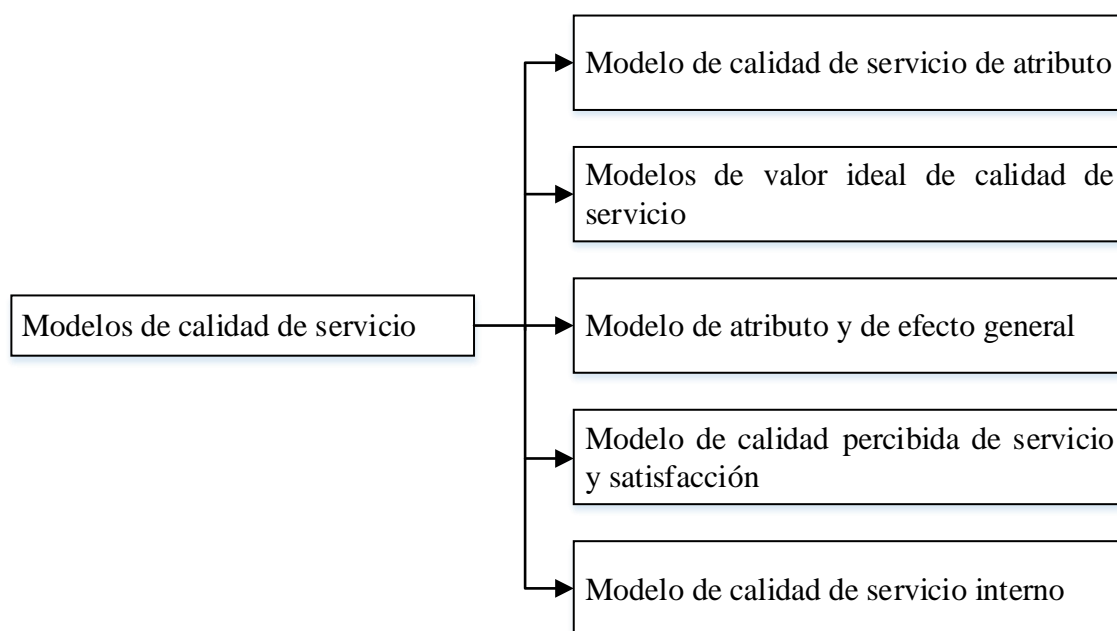 Modelo de calidad de servicio de atributo
Modelos de valor ideal de calidad de
servicio
Modelos de calidad de servicio
Modelo de atributo y de efecto general
Modelo de calidad percibida de servicio
y satisfacción
Modelo de calidad de servicio interno